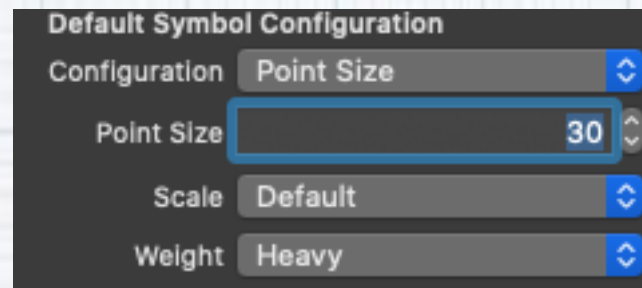 Default Symbol Configuration
Configuration Point Size
Point Size 30
Scale Default
Weight Heavy